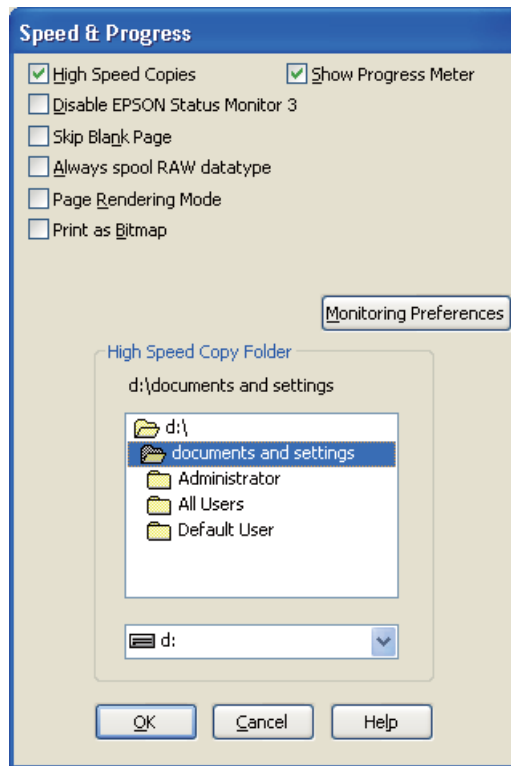 Speed & Progress
High Speed Copies
Show Progress Meter
Disable EPSON Status Monitor 3
Skip Blank Page
Always spool RAW datatype
Page Rendering Mode
Print as Bitmap
Monitoring Preferences
High Speed Copy Folder
d:\documents and settings
d:\
documents and settings
Administrator
All Users
Default User
d:
OK
Cancel
Help